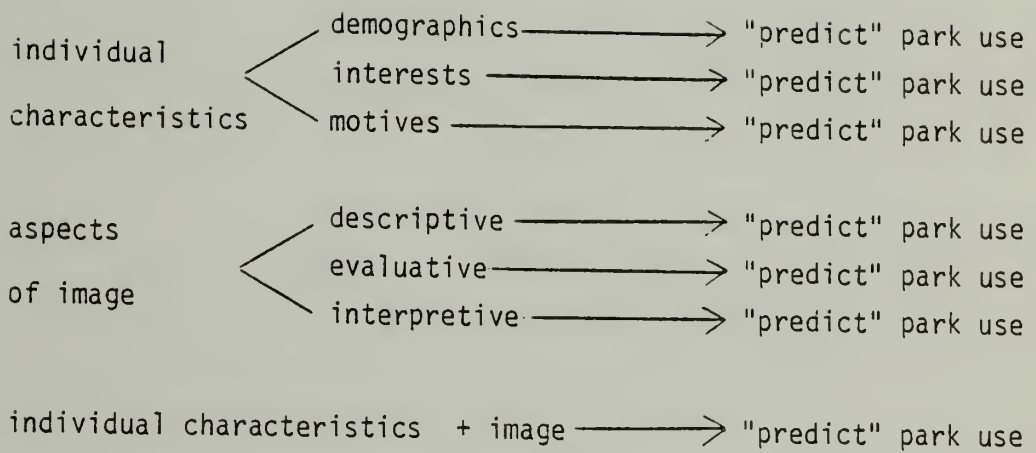 demographics "predict" park use
individual
interests "predict" park use
characteristics
motives "predict" park use
descriptive "predict" park use
aspects
evaluative "predict" park use
of image
interpretive "predict" park use
individual characteristics + image "predict" park use